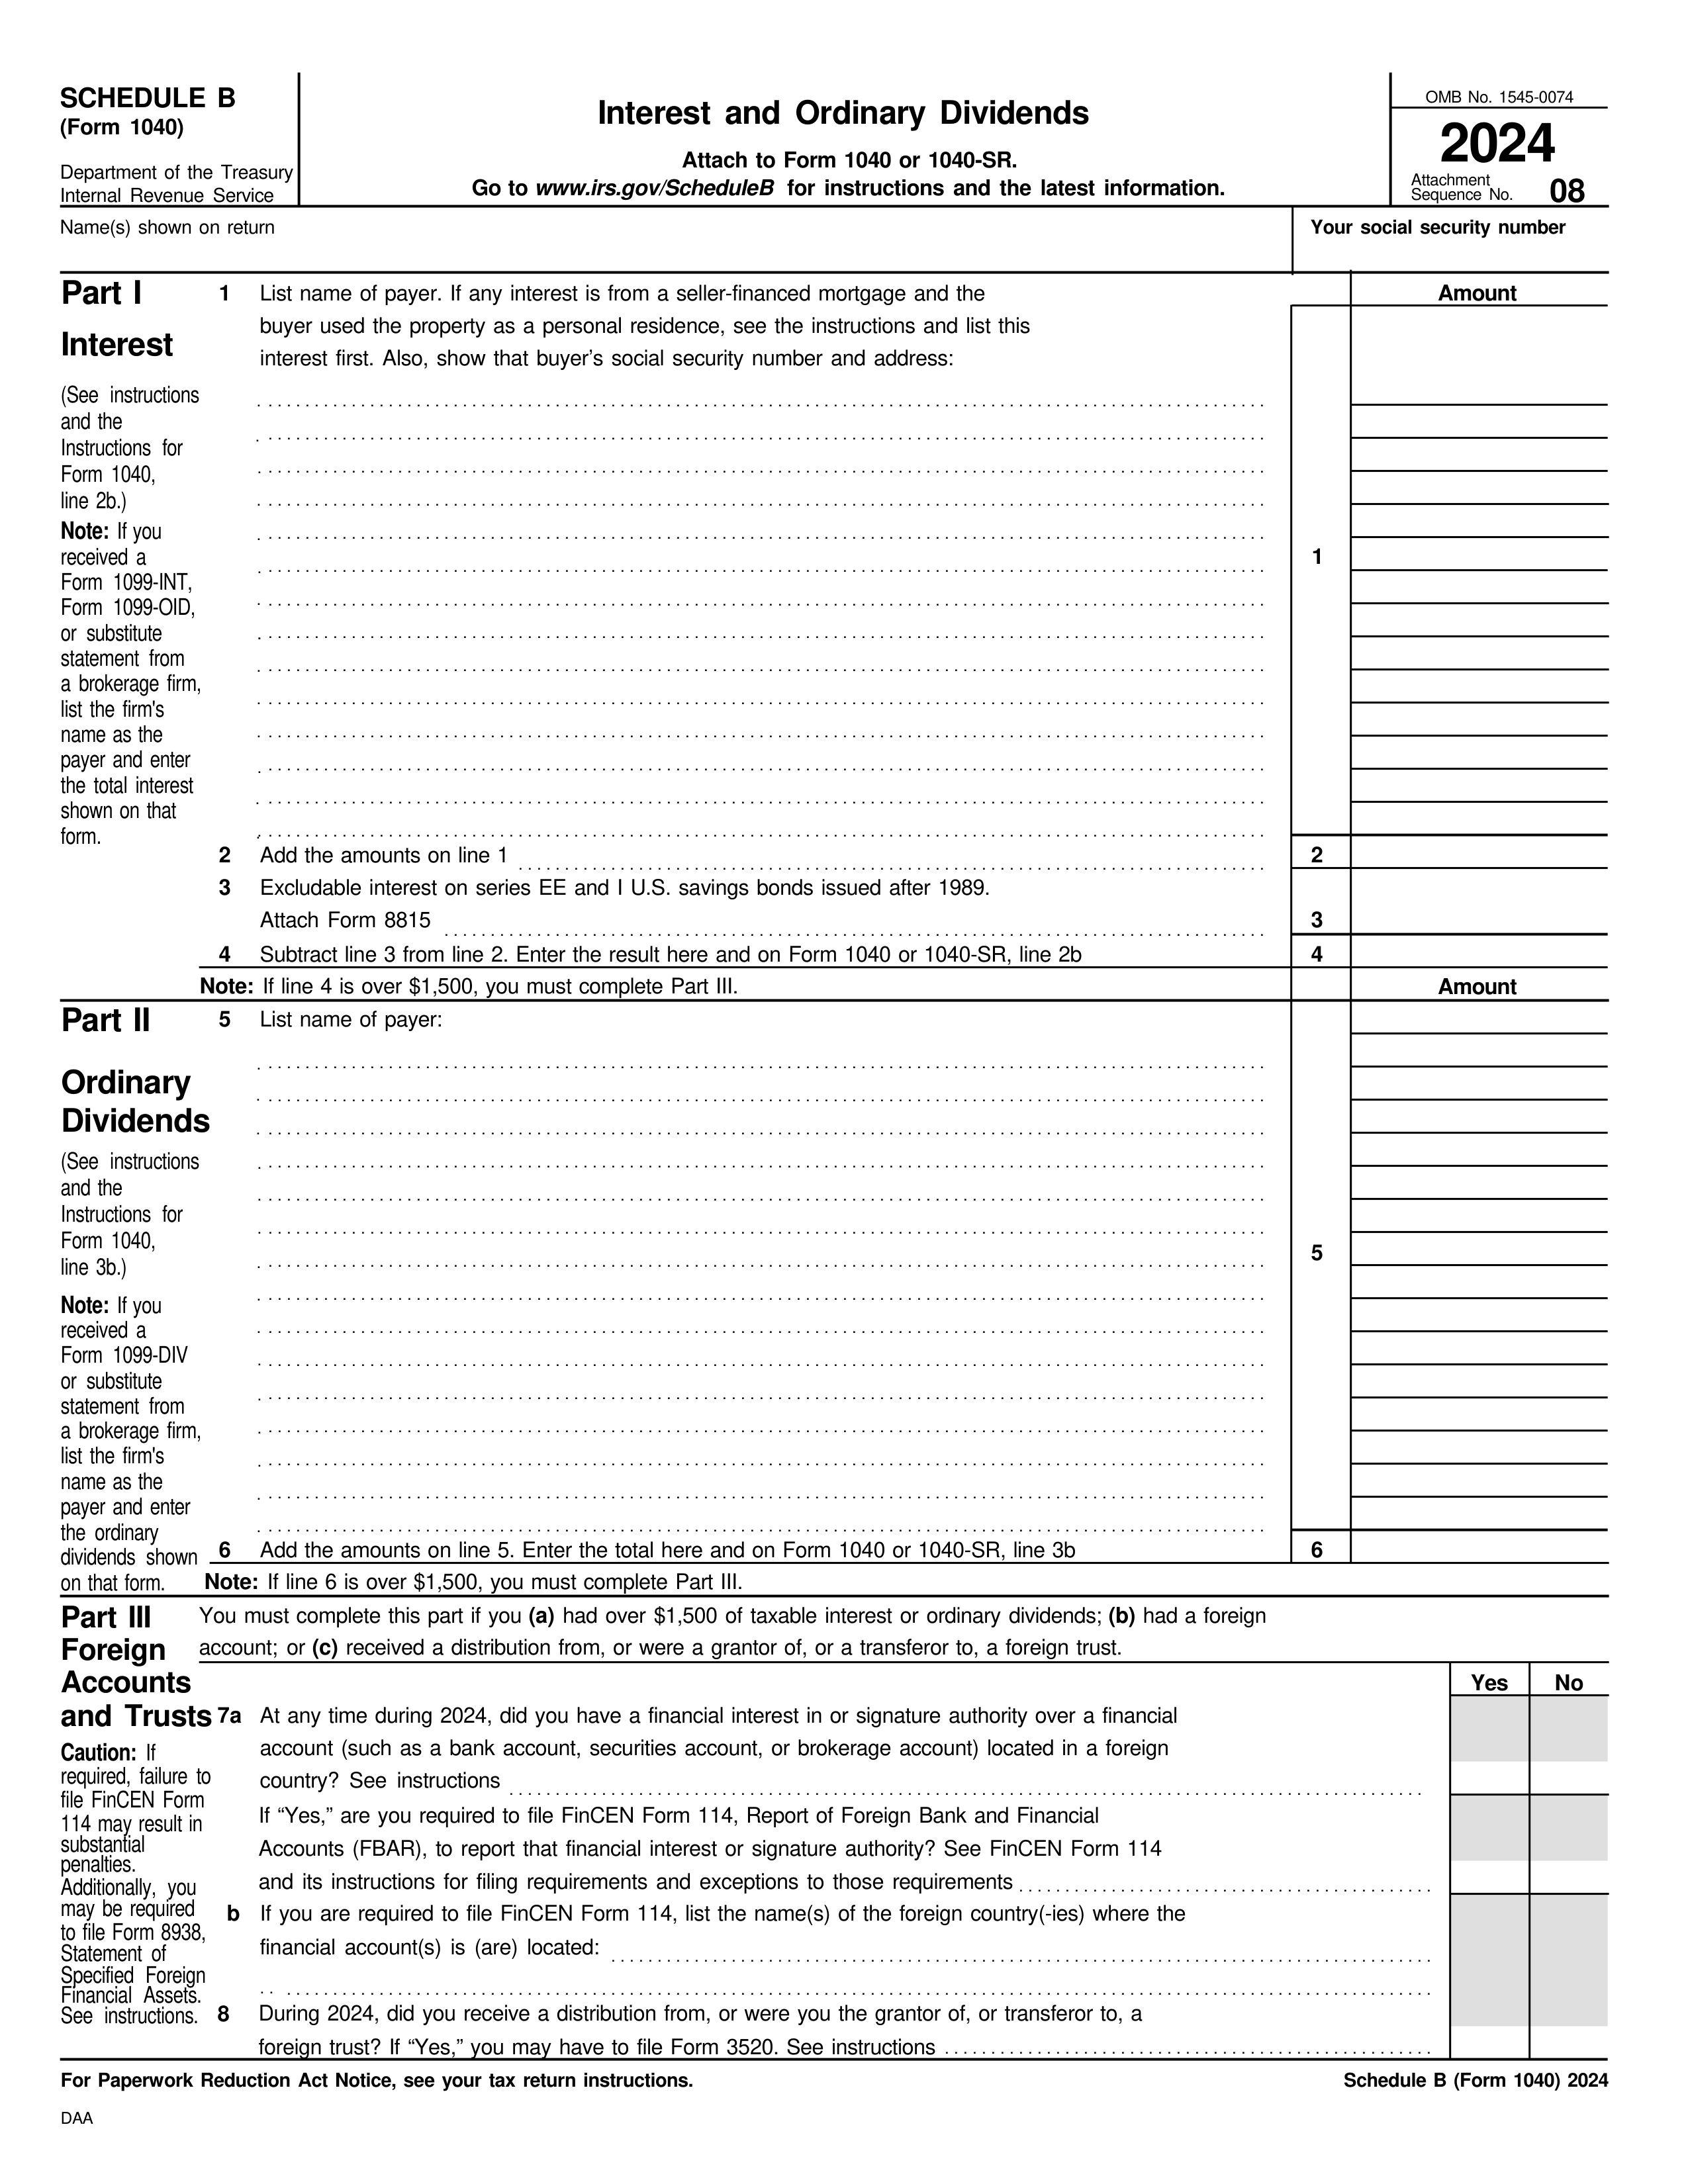 SCHEDULE B
(Form 1040)
Department of the Treasury
Internal Revenue Service
Interest and Ordinary Dividends
Attach to Form 1040 or 1040-SR.
Go to www.irs.gov/ScheduleB for instructions and the latest information.
OMB No. 1545-0074
2024
Attachment
Sequence No. 08
Name(s) shown on return
Your social security number
Part I
Interest
(See instructions
and the
Instructions for
Form 1040,
line 2b.)
Note: If you
received a
Form 1099-INT,
Form 1099-OID,
or substitute
statement from
a brokerage firm,
list the firm's
name as the
payer and enter
the total interest
shown on that
form.
1 List name of payer. If any interest is from a seller-financed mortgage and the
buyer used the property as a personal residence, see the instructions and list this
interest first. Also, show that buyer’s social security number and address:
Amount
1
2 Add the amounts on line 1
2
3 Excludable interest on series EE and I U.S. savings bonds issued after 1989.
Attach Form 8815
3
4 Subtract line 3 from line 2. Enter the result here and on Form 1040 or 1040-SR, line 2b
4
Note: If line 4 is over $1,500, you must complete Part III.
Amount
Part II
Ordinary
Dividends
(See instructions
and the
Instructions for
Form 1040,
line 3b.)
Note: If you
received a
Form 1099-DIV
or substitute
statement from
a brokerage firm,
list the firm's
name as the
payer and enter
the ordinary
dividends shown
on that form.
5 List name of payer:
5
6 Add the amounts on line 5. Enter the total here and on Form 1040 or 1040-SR, line 3b
6
Note: If line 6 is over $1,500, you must complete Part III.
Part III
Foreign
Accounts
and Trusts
Caution: If
required, failure to
file FinCEN Form
114 may result in
substantial
penalties.
Additionally, you
may be required
to file Form 8938,
Statement of
Specified Foreign
Financial Assets.
See instructions.
You must complete this part if you (a) had over $1,500 of taxable interest or ordinary dividends; (b) had a foreign
account; or (c) received a distribution from, or were a grantor of, or a transferor to, a foreign trust.
Yes No
7a At any time during 2024, did you have a financial interest in or signature authority over a financial
account (such as a bank account, securities account, or brokerage account) located in a foreign
country? See instructions
If “Yes,” are you required to file FinCEN Form 114, Report of Foreign Bank and Financial
Accounts (FBAR), to report that financial interest or signature authority? See FinCEN Form 114
and its instructions for filing requirements and exceptions to those requirements
b If you are required to file FinCEN Form 114, list the name(s) of the foreign country(-ies) where the
financial account(s) is (are) located:
8 During 2024, did you receive a distribution from, or were you the grantor of, or transferor to, a
foreign trust? If “Yes,” you may have to file Form 3520. See instructions
For Paperwork Reduction Act Notice, see your tax return instructions.
Schedule B (Form 1040) 2024
DAA